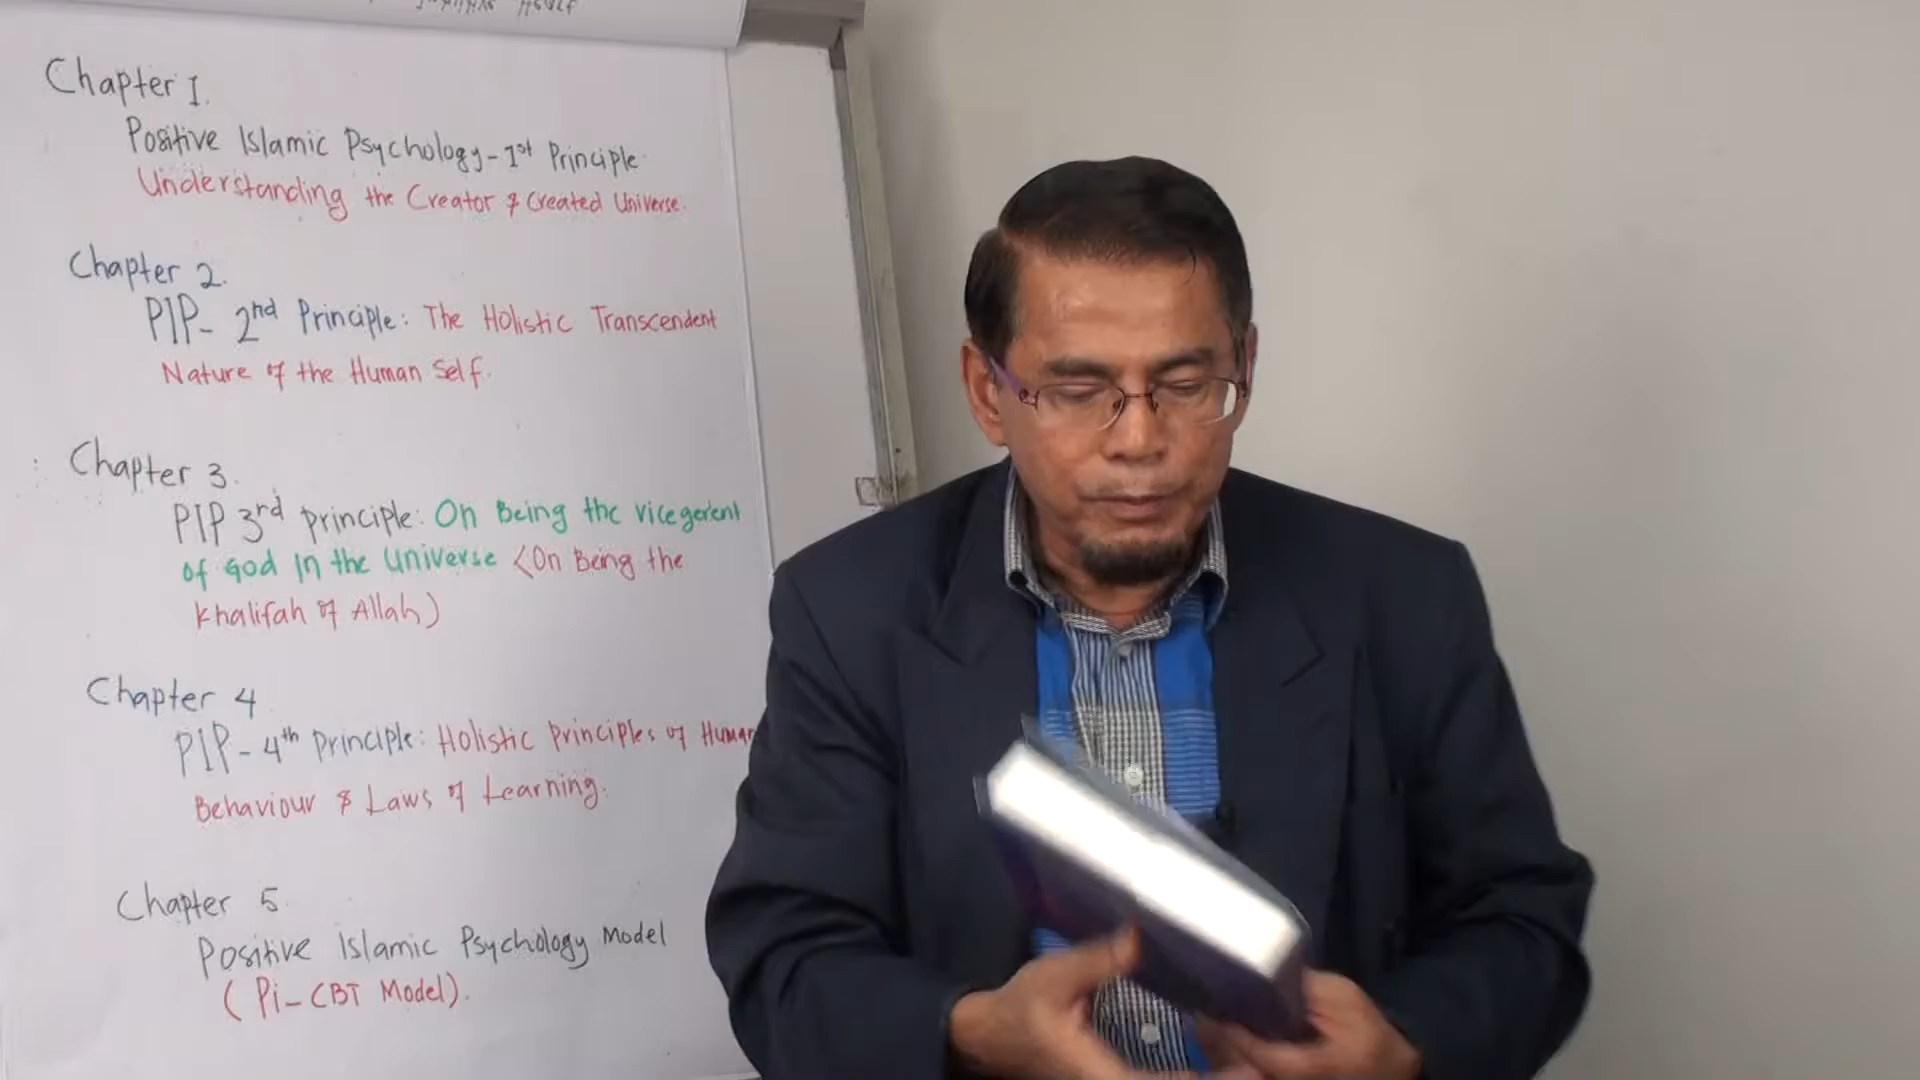 Chapter 1.
Positive Islamic Psychology - 1st Principle
Understanding the Creator & Created Universe.
Chapter 2.
PIP - 2nd Principle: The Holistic Transcendent
Nature of the Human Self.
Chapter 3.
PIP 3rd principle: On Being the vicegerent
of God In the Universe (On Being the
Khalifah of Allah)
Chapter 4
PIP - 4th Principle: Holistic Principles of Human
Behaviour & Laws of Learning.
Chapter 5.
Positive Islamic Psychology Model
(Pi-CBT Model).